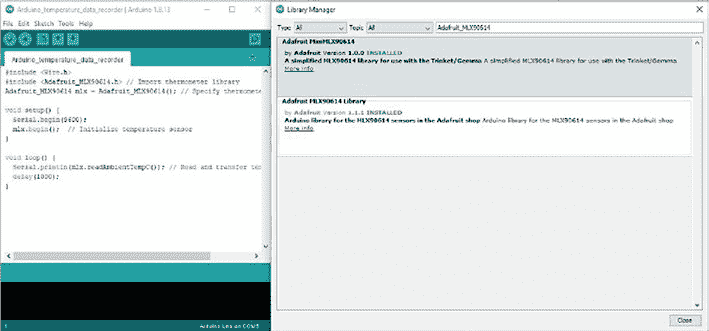 Arduino_temperature_data_recorder | Arduino 1.8.13
File Edit Sketch Tools Help
Arduino_temperature_data_recorder
#include <Wire.h>
#include <Adafruit_MLX90614.h> // Import thermometer library
Adafruit_MLX90614 mlx = Adafruit_MLX90614(); // Specify thermomete
void setup() {
Serial.begin(9600);
mlx.begin(); // Initialize temperature sensor
}
void loop() {
Serial.println(mlx.readAmbientTempC()); // Read and transfer te
delay(1000);
}
Arduino Uno on COM5
Library Manager
Type All Topic All Adafruit_MLX90614
Adafruit MiniMLX90614
by Adafruit Version 1.0.0 INSTALLED
A simplified MLX90614 library for use with the Trinket/Gemma A simplified MLX90614 library for use with the Trinket/Gemma
More info
Adafruit MLX90614 Library
by Adafruit Version 1.1.1 INSTALLED
Arduino library for the MLX90614 sensors in the Adafruit shop Arduino library for the MLX90614 sensors in the Adafruit shop
More info
Close